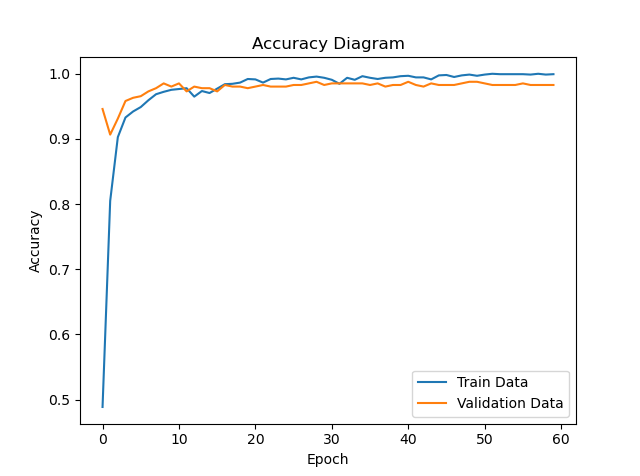 Accuracy Diagram
1.0
0.9
0.8
0.7
0.6
0.5
Accuracy
0 10 20 30 40 50 60
Epoch
Train Data
Validation Data